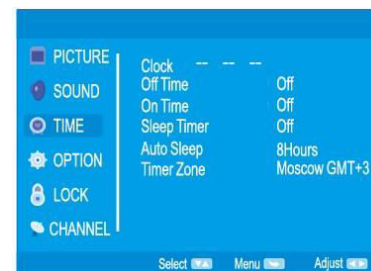 PICTURE
SOUND
TIME
OPTION
LOCK
CHANNEL
Clock -- -- --
Off Time Off
On Time Off
Sleep Timer Off
Auto Sleep 8Hours
Timer Zone Moscow GMT+3
Select Menu Adjust